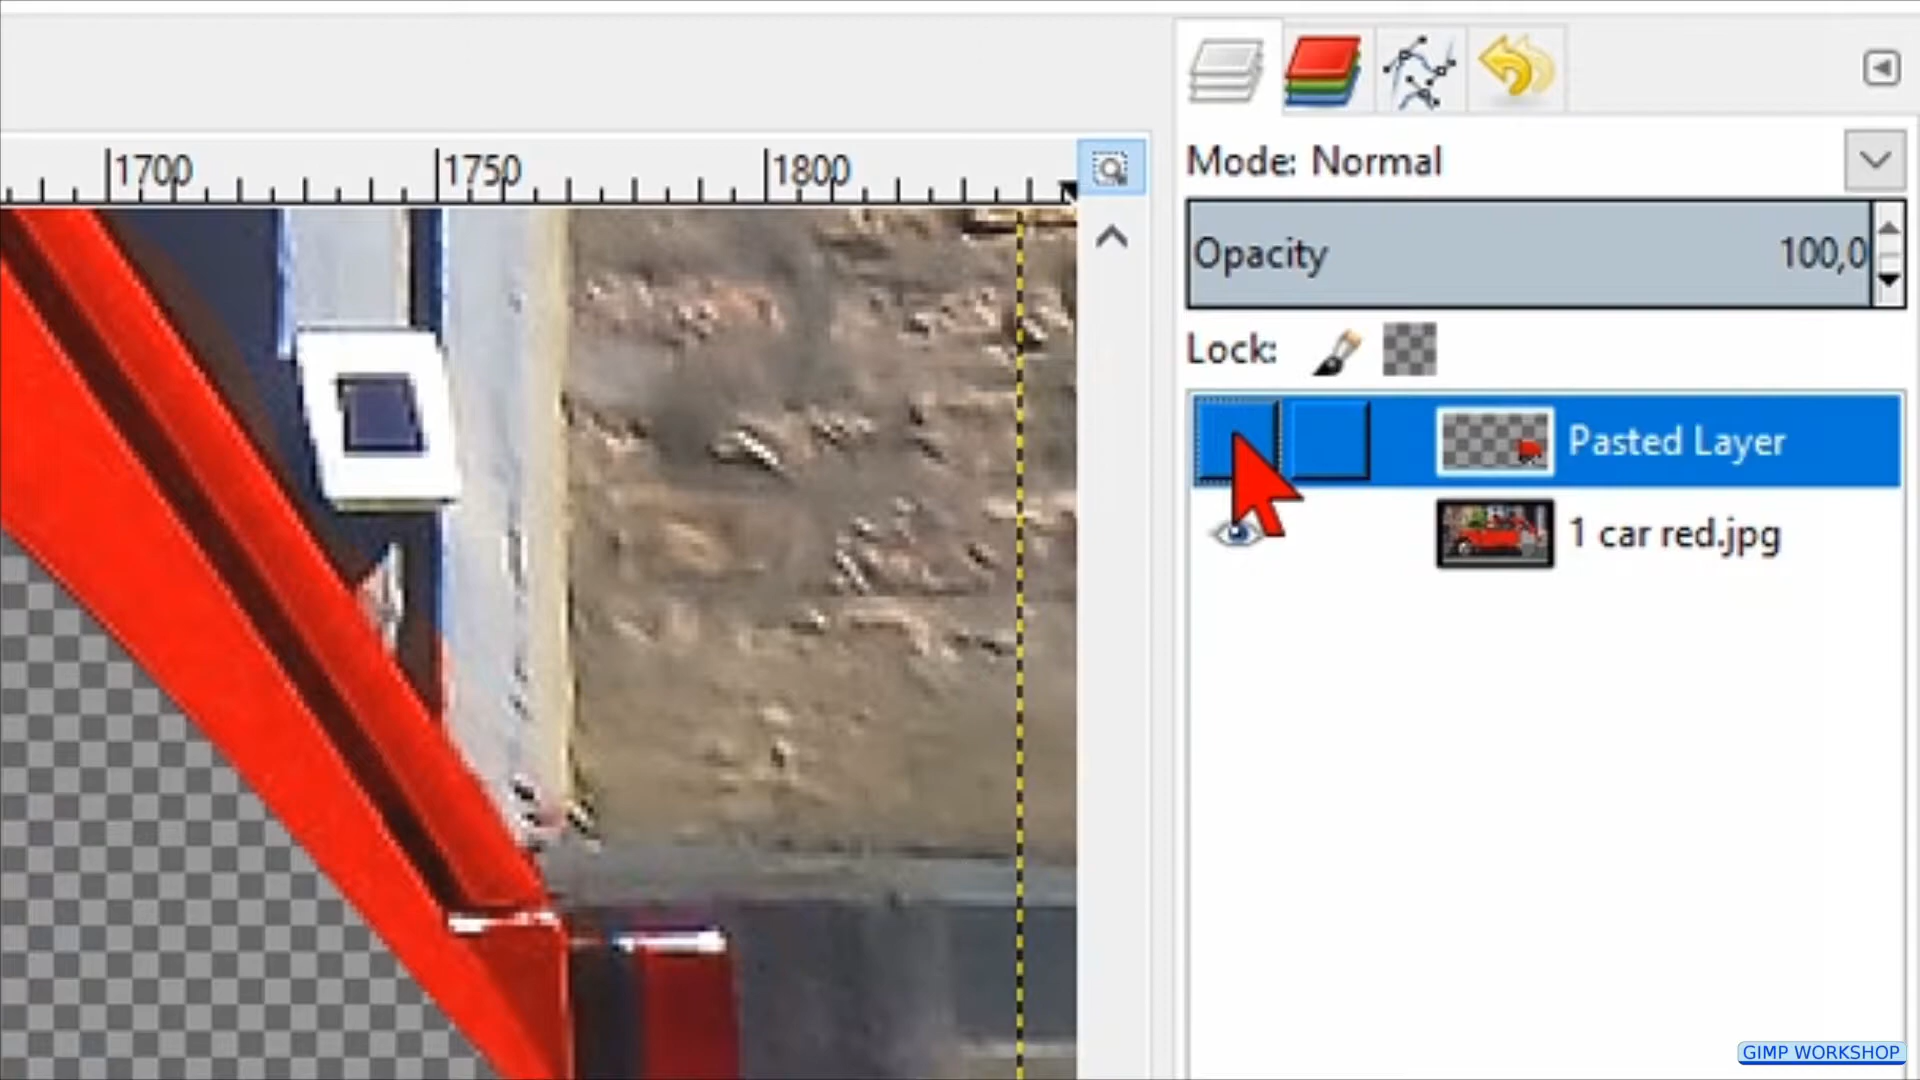 1700 1750 1800
Mode: Normal
Opacity 100,0
Lock:
Pasted Layer
1 car red.jpg
GIMP WORKSHOP